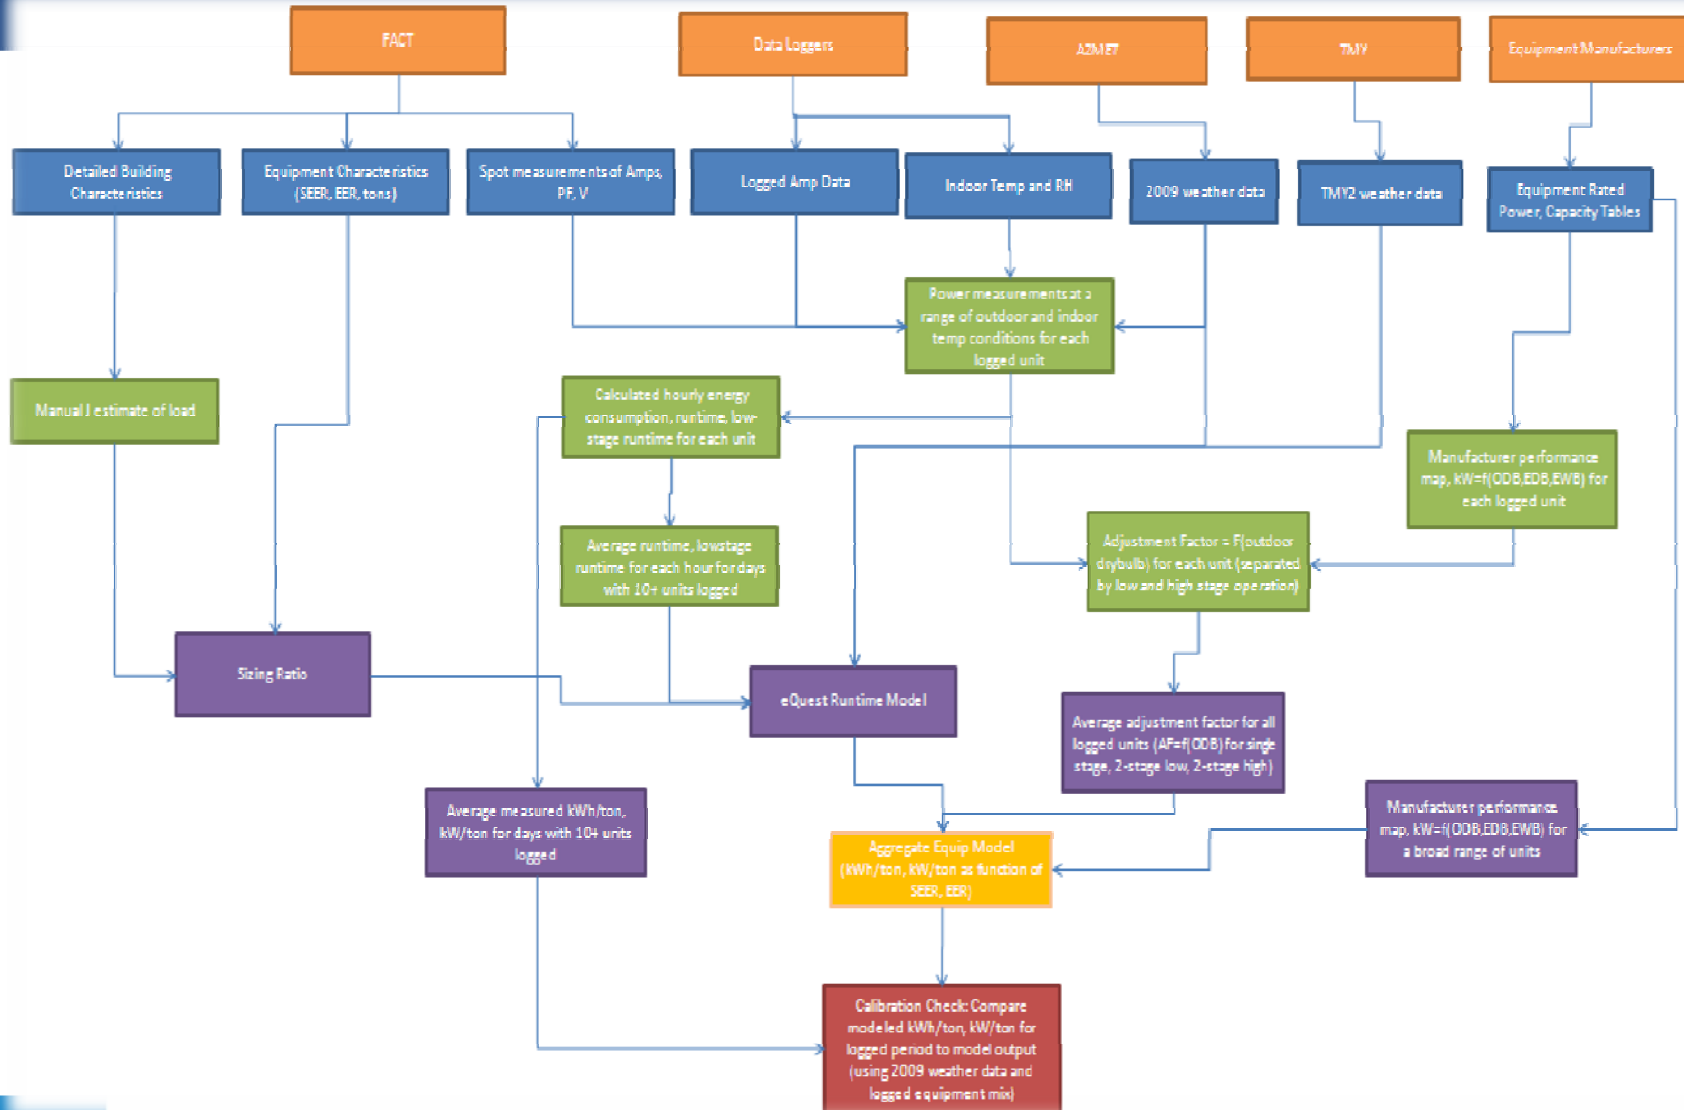 FACT
Data Loggers
AZMET
TMY
Equipment Manufacturers
Detailed Building
Characteristics
Equipment Characteristics
(SEER, EER, tons)
Spot measurements of Amps,
PF, V
Logged Amp Data
Indoor Temp and RH
2009 weather data
TMY2 weather data
Equipment Rated
Power, Capacity Tables
Power measurements at a
range of outdoor and indoor
temp conditions for each
logged unit
Manual J estimate of load
Calculated hourly energy
consumption, runtime, low-
stage runtime for each unit
Manufacturer performance
map, kW=f(ODB,EDB,EWB) for
each logged unit
Average runtime, lowstage
runtime for each hour for days
with 10+ units logged
Adjustment Factor = F(outdoor
drybulb) for each unit (separated
by low and high stage operation)
Sizing Ratio
eQuest Runtime Model
Average adjustment factor for all
logged units (AF=f(ODB) for single
stage, 2-stage low, 2-stage high)
Average measured kWh/ton,
kW/ton for days with 10+ units
logged
Manufacturer performance
map, kW=f(ODB,EDB,EWB) for
a broad range of units
Aggregate Equip Model
(kWh/ton, kW/ton as function of
SEER, EER)
Calibration Check: Compare
modeled kWh/ton, kW/ton for
logged period to model output
(using 2009 weather data and
logged equipment mix)